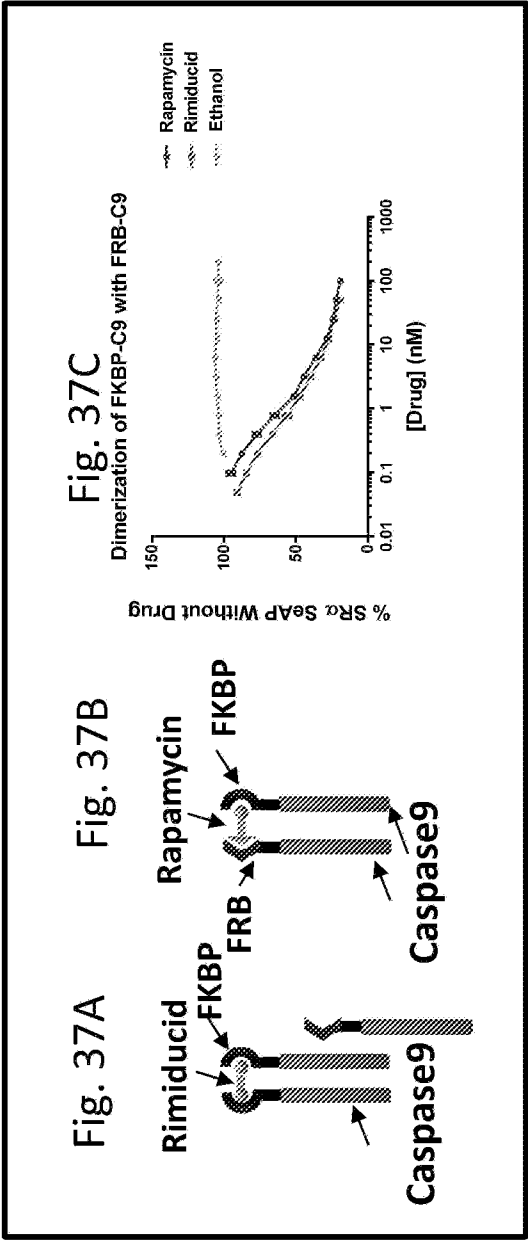 Fig. 37A
Rimiducid
FKBP
Caspase9
Fig. 37B
Rapamycin
FKBP
FRB
Caspase9
Fig. 37C
Dimerization of FKBP-C9 with FRB-C9
% SRα SeAP Without Drug
150
100
50
0
0.01
0.1
1
10
100
1000
[Drug] (nM)
Rapamycin
Rimiducid
Ethanol